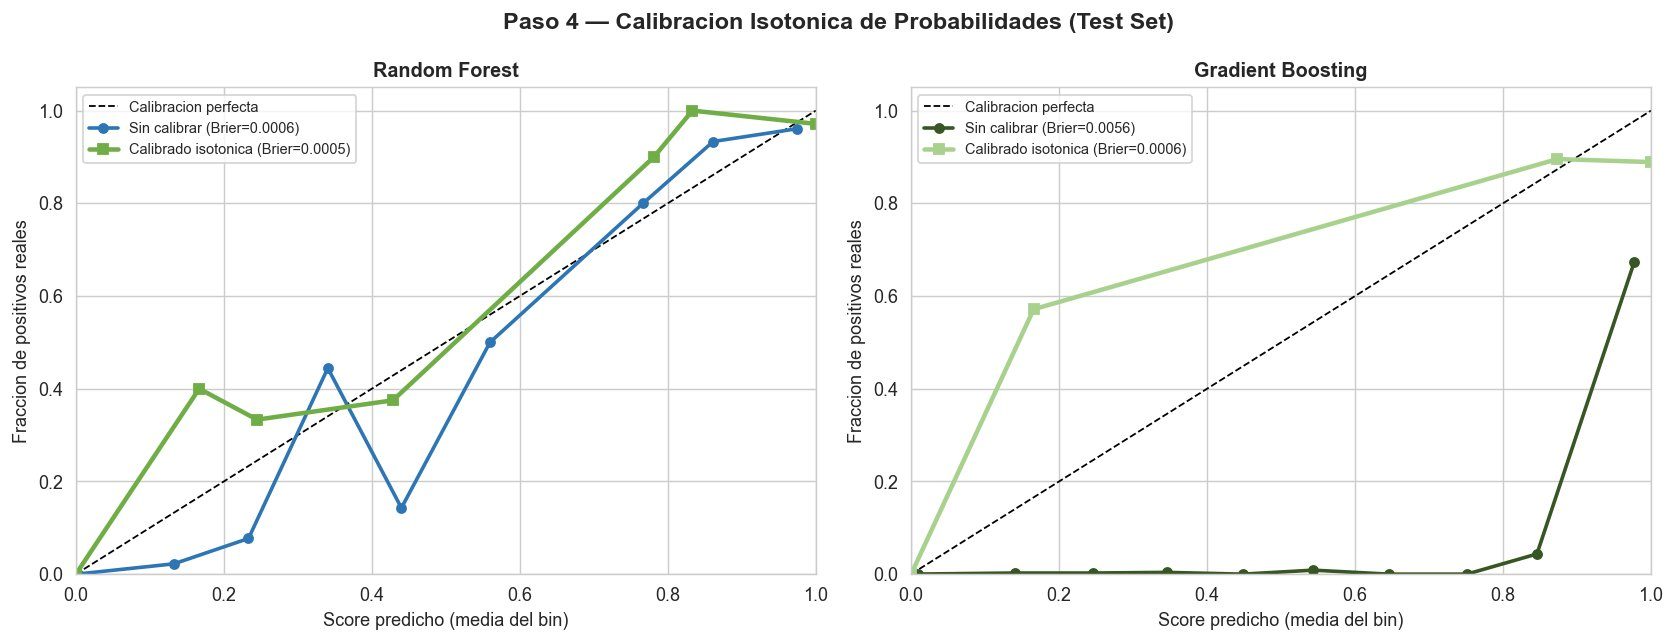 Paso 4 — Calibracion Isotonica de Probabilidades (Test Set)
Random Forest
Calibracion perfecta
Sin calibrar (Brier=0.0006)
Calibrado isotonica (Brier=0.0005)
Fraccion de positivos reales
1.0
0.8
0.6
0.4
0.2
0.0
0.0 0.2 0.4 0.6 0.8 1.0
Score predicho (media del bin)
Gradient Boosting
Calibracion perfecta
Sin calibrar (Brier=0.0056)
Calibrado isotonica (Brier=0.0006)
Fraccion de positivos reales
1.0
0.8
0.6
0.4
0.2
0.0
0.0 0.2 0.4 0.6 0.8 1.0
Score predicho (media del bin)